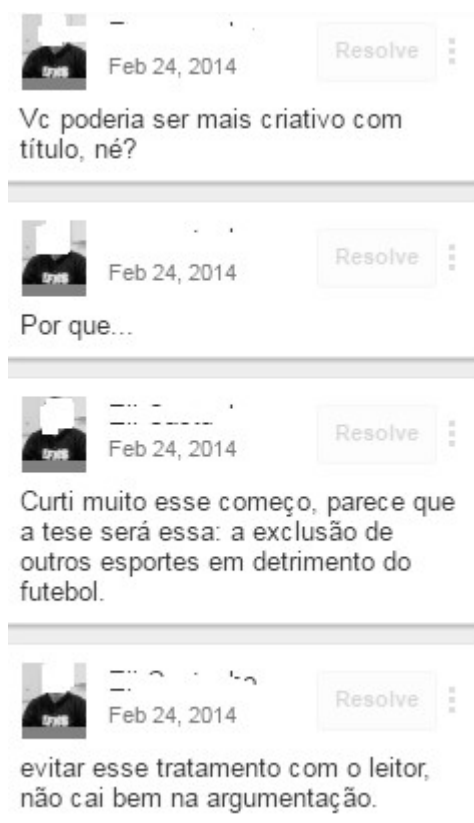 Feb 24, 2014
Resolve
Vc poderia ser mais criativo com
título, né?
Feb 24, 2014
Resolve
Por que...
Feb 24, 2014
Resolve
Curti muito esse começo, parece que
a tese será essa: a exclusão de
outros esportes em detrimento do
futebol.
Feb 24, 2014
Resolve
evitar esse tratamento com o leitor,
não cai bem na argumentação.